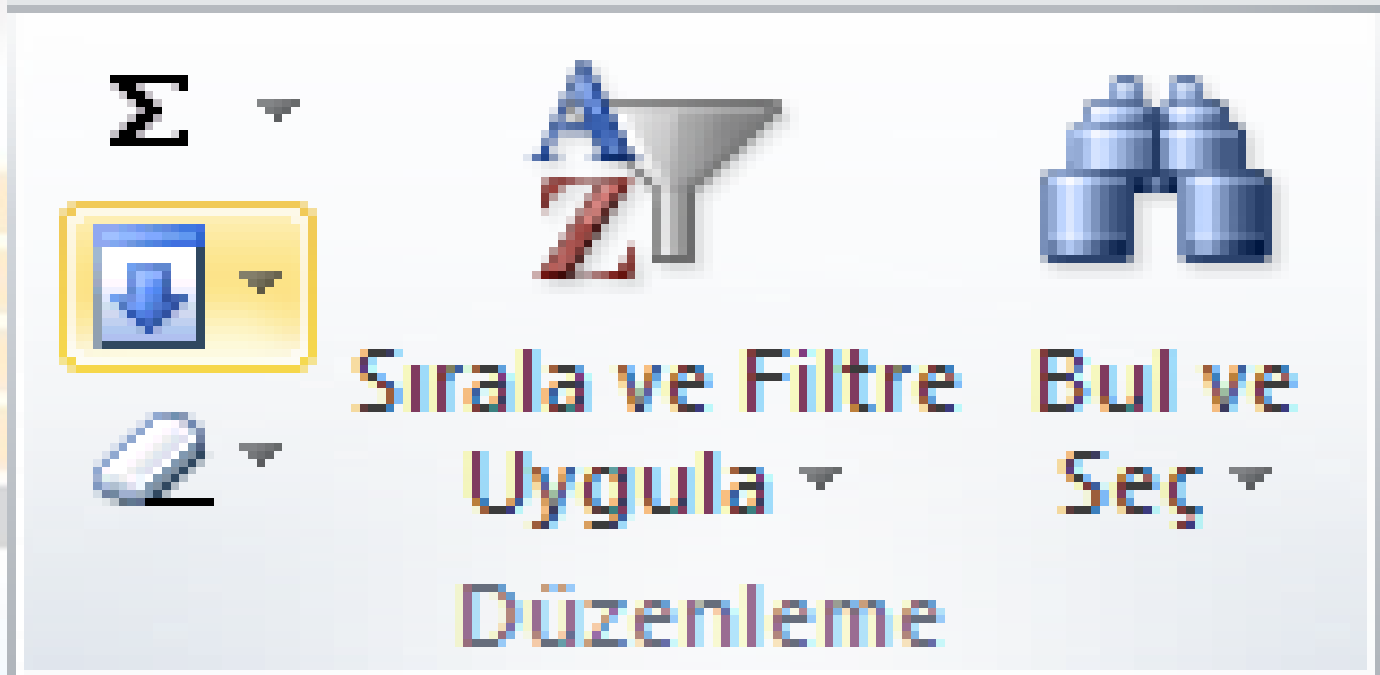 Σ
A
Z
Sırala ve Filtre
Uygula
Bul ve
Seç
Düzenleme